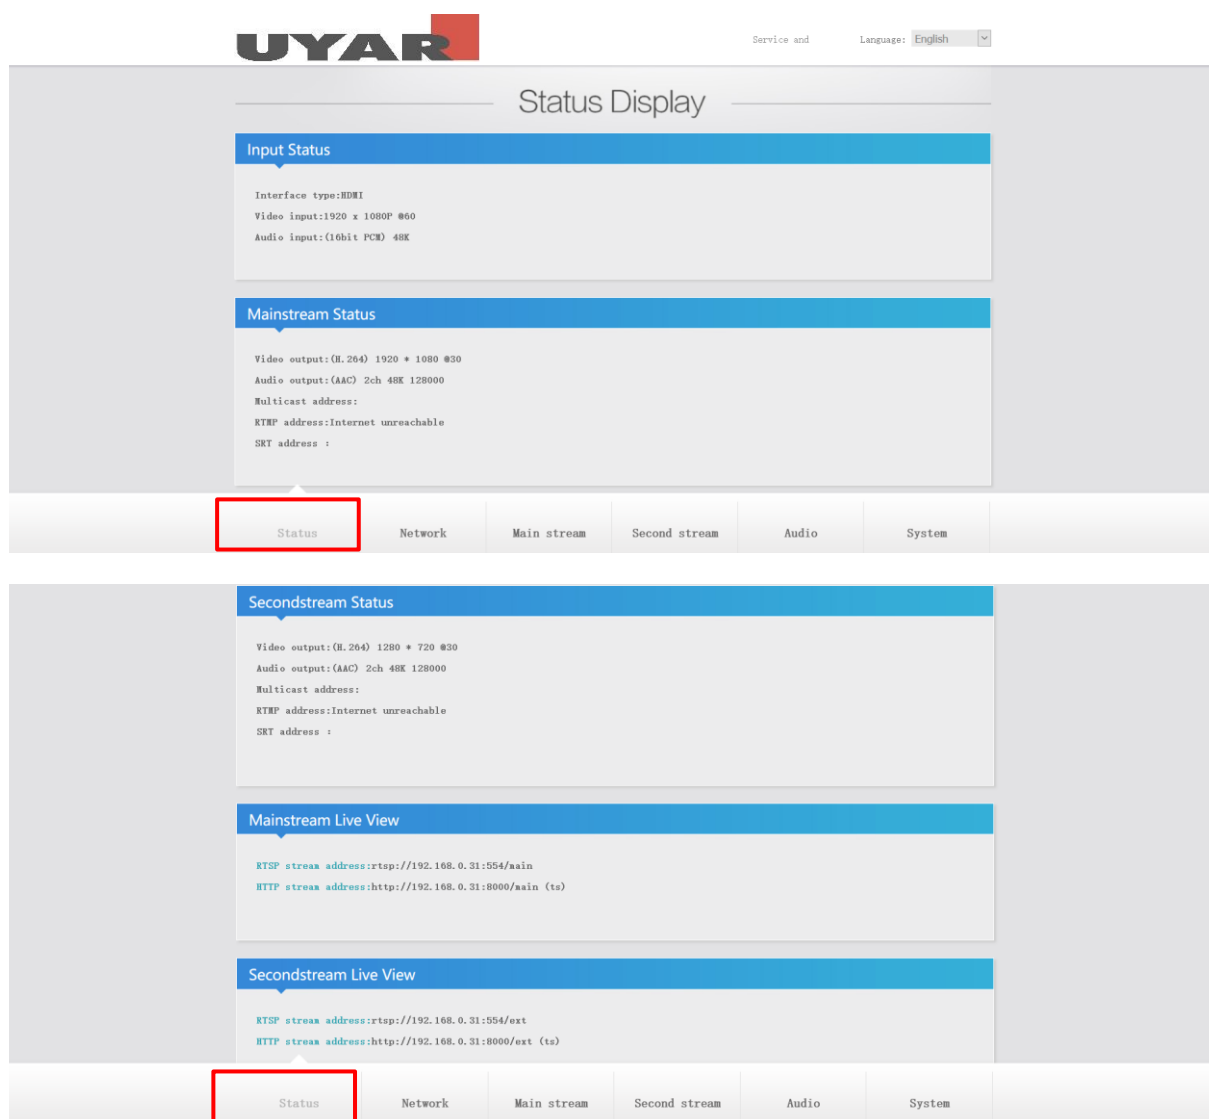 UYAR
Service and Language: English
Status Display
Input Status
Interface type:HDMI
Video input:1920 x 1080P @60
Audio input:(16bit PCM) 48K
Mainstream Status
Video output:(H.264) 1920 * 1080 @30
Audio output:(AAC) 2ch 48K 128000
Multicast address:
RTMP address:Internet unreachable
SRT address :
Status Network Main stream Second stream Audio System
Secondstream Status
Video output:(H.264) 1280 * 720 @30
Audio output:(AAC) 2ch 48K 128000
Multicast address:
RTMP address:Internet unreachable
SRT address :
Mainstream Live View
RTSP stream address:rtsp://192.168.0.31:554/main
HTTP stream address:http://192.168.0.31:8000/main (ts)
Secondstream Live View
RTSP stream address:rtsp://192.168.0.31:554/ext
HTTP stream address:http://192.168.0.31:8000/ext (ts)
Status Network Main stream Second stream Audio System